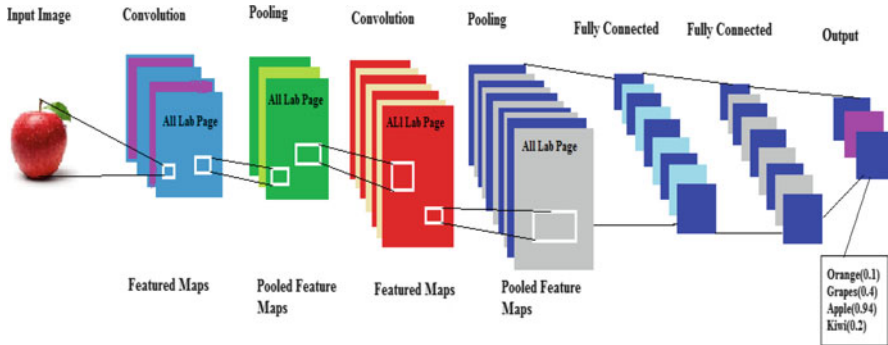 Input Image
Convolution
Pooling
Convolution
Pooling
Fully Connected
Fully Connected
Output
All Lab Page
All Lab Page
ALl Lab Page
All Lab Page
Featured Maps
Pooled Feature
Maps
Featured Maps
Pooled Feature
Maps
Orange(0.1)
Grapes(0.4)
Apple(0.94)
Kiwi(0.2)